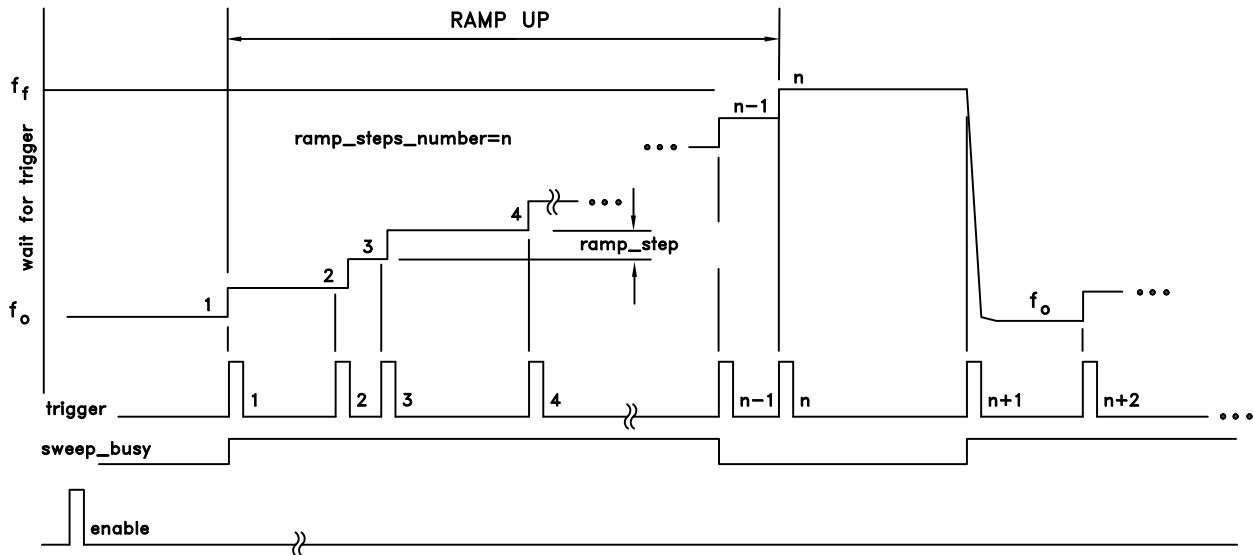 RAMP UP
f f
n
n-1
wait for trigger
ramp_steps_number=n
4
3
ramp_step
2
1
f o
f o
trigger
1
2
3
4
n-1
n
n+1
n+2
sweep_busy
enable